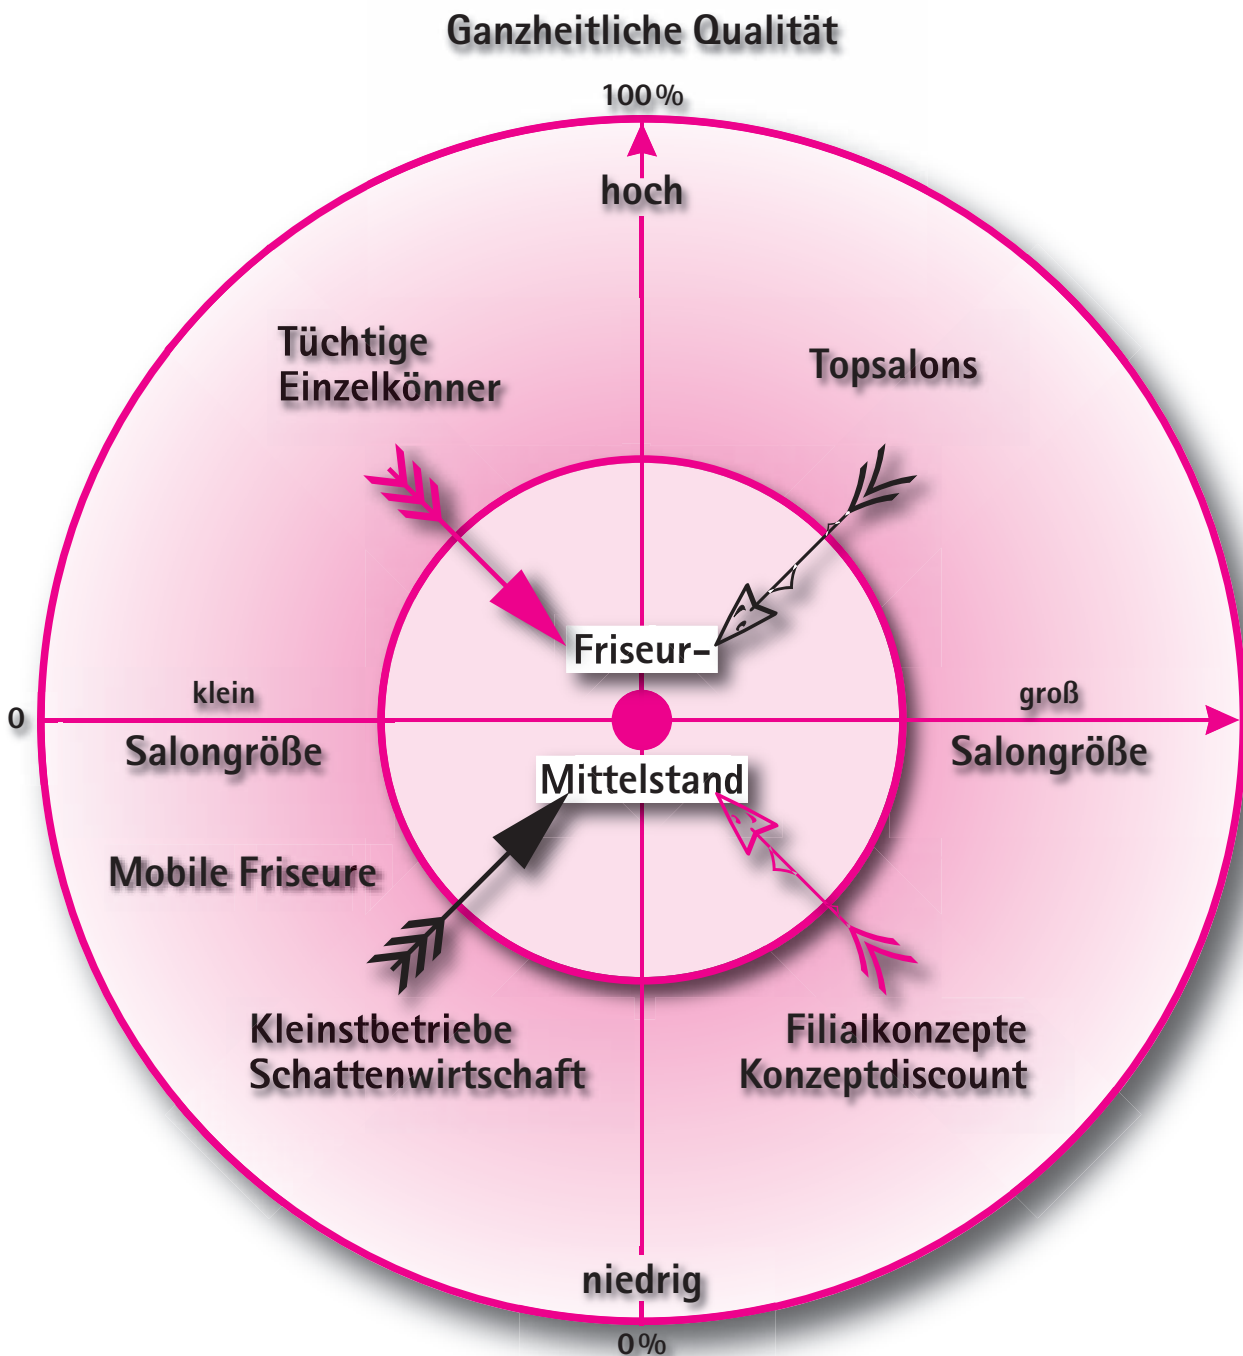 Ganzheitliche Qualität
100%
hoch
Tüchtige
Einzelkönner
Topsalons
Friseur-
klein
groß
0
Salongröße
Salongröße
Mittelstand
Mobile Friseure
Kleinstbetriebe
Schattenwirtschaft
Filialkonzepte
Konzeptdiscount
niedrig
0%